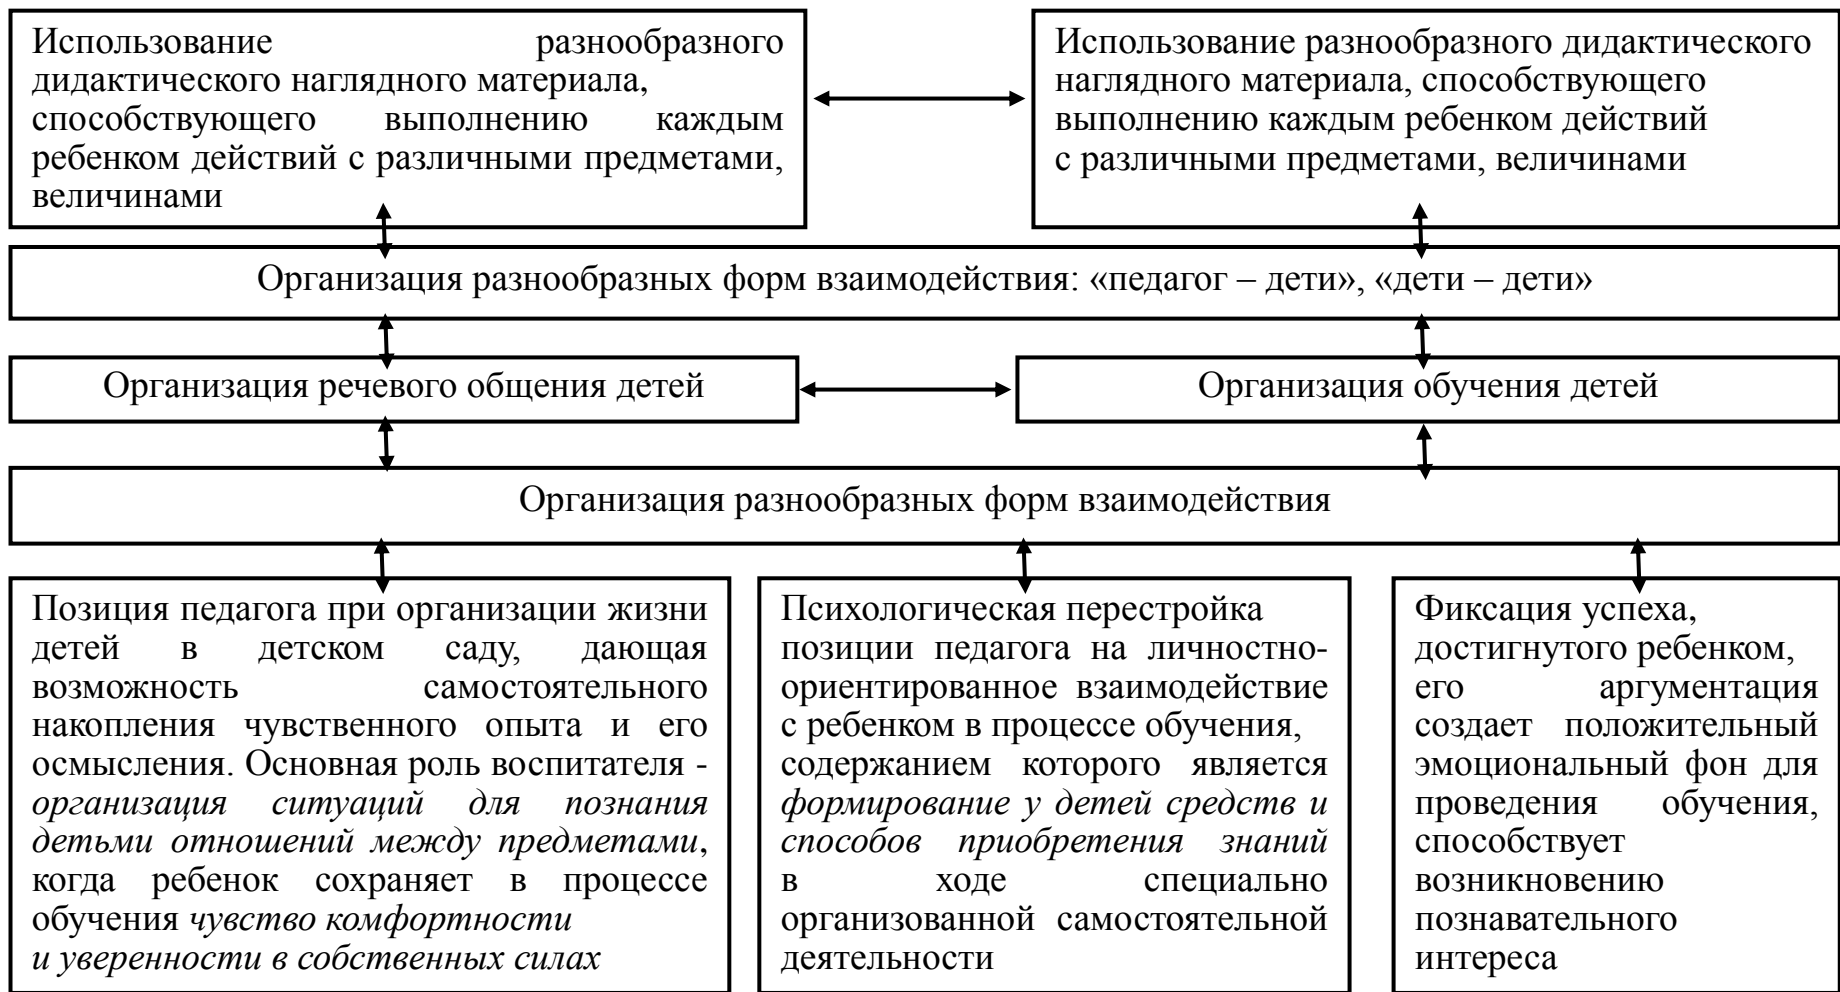 Использование разнообразного
дидактического наглядного материала,
способствующего выполнению каждым
ребенком действий с различными предметами,
величинами
Использование разнообразного дидактического
наглядного материала, способствующего
выполнению каждым ребенком действий
с различными предметами, величинами
Организация разнообразных форм взаимодействия: «педагог – дети», «дети – дети»
Организация речевого общения детей
Организация обучения детей
Организация разнообразных форм взаимодействия
Позиция педагога при организации жизни
детей в детском саду, дающая
возможность самостоятельного
накопления чувственного опыта и его
осмысления. Основная роль воспитателя -
организация ситуаций для познания
детьми отношений между предметами,
когда ребенок сохраняет в процессе
обучения чувство комфортности
и уверенности в собственных силах
Психологическая перестройка
позиции педагога на личностно-
ориентированное взаимодействие
с ребенком в процессе обучения,
содержанием которого является
формирование у детей средств и
способов приобретения знаний
в ходе специально
организованной самостоятельной
деятельности
Фиксация успеха,
достигнутого ребенком,
его аргументация
создает положительный
эмоциональный фон для
проведения обучения,
способствует
возникновению
познавательного
интереса